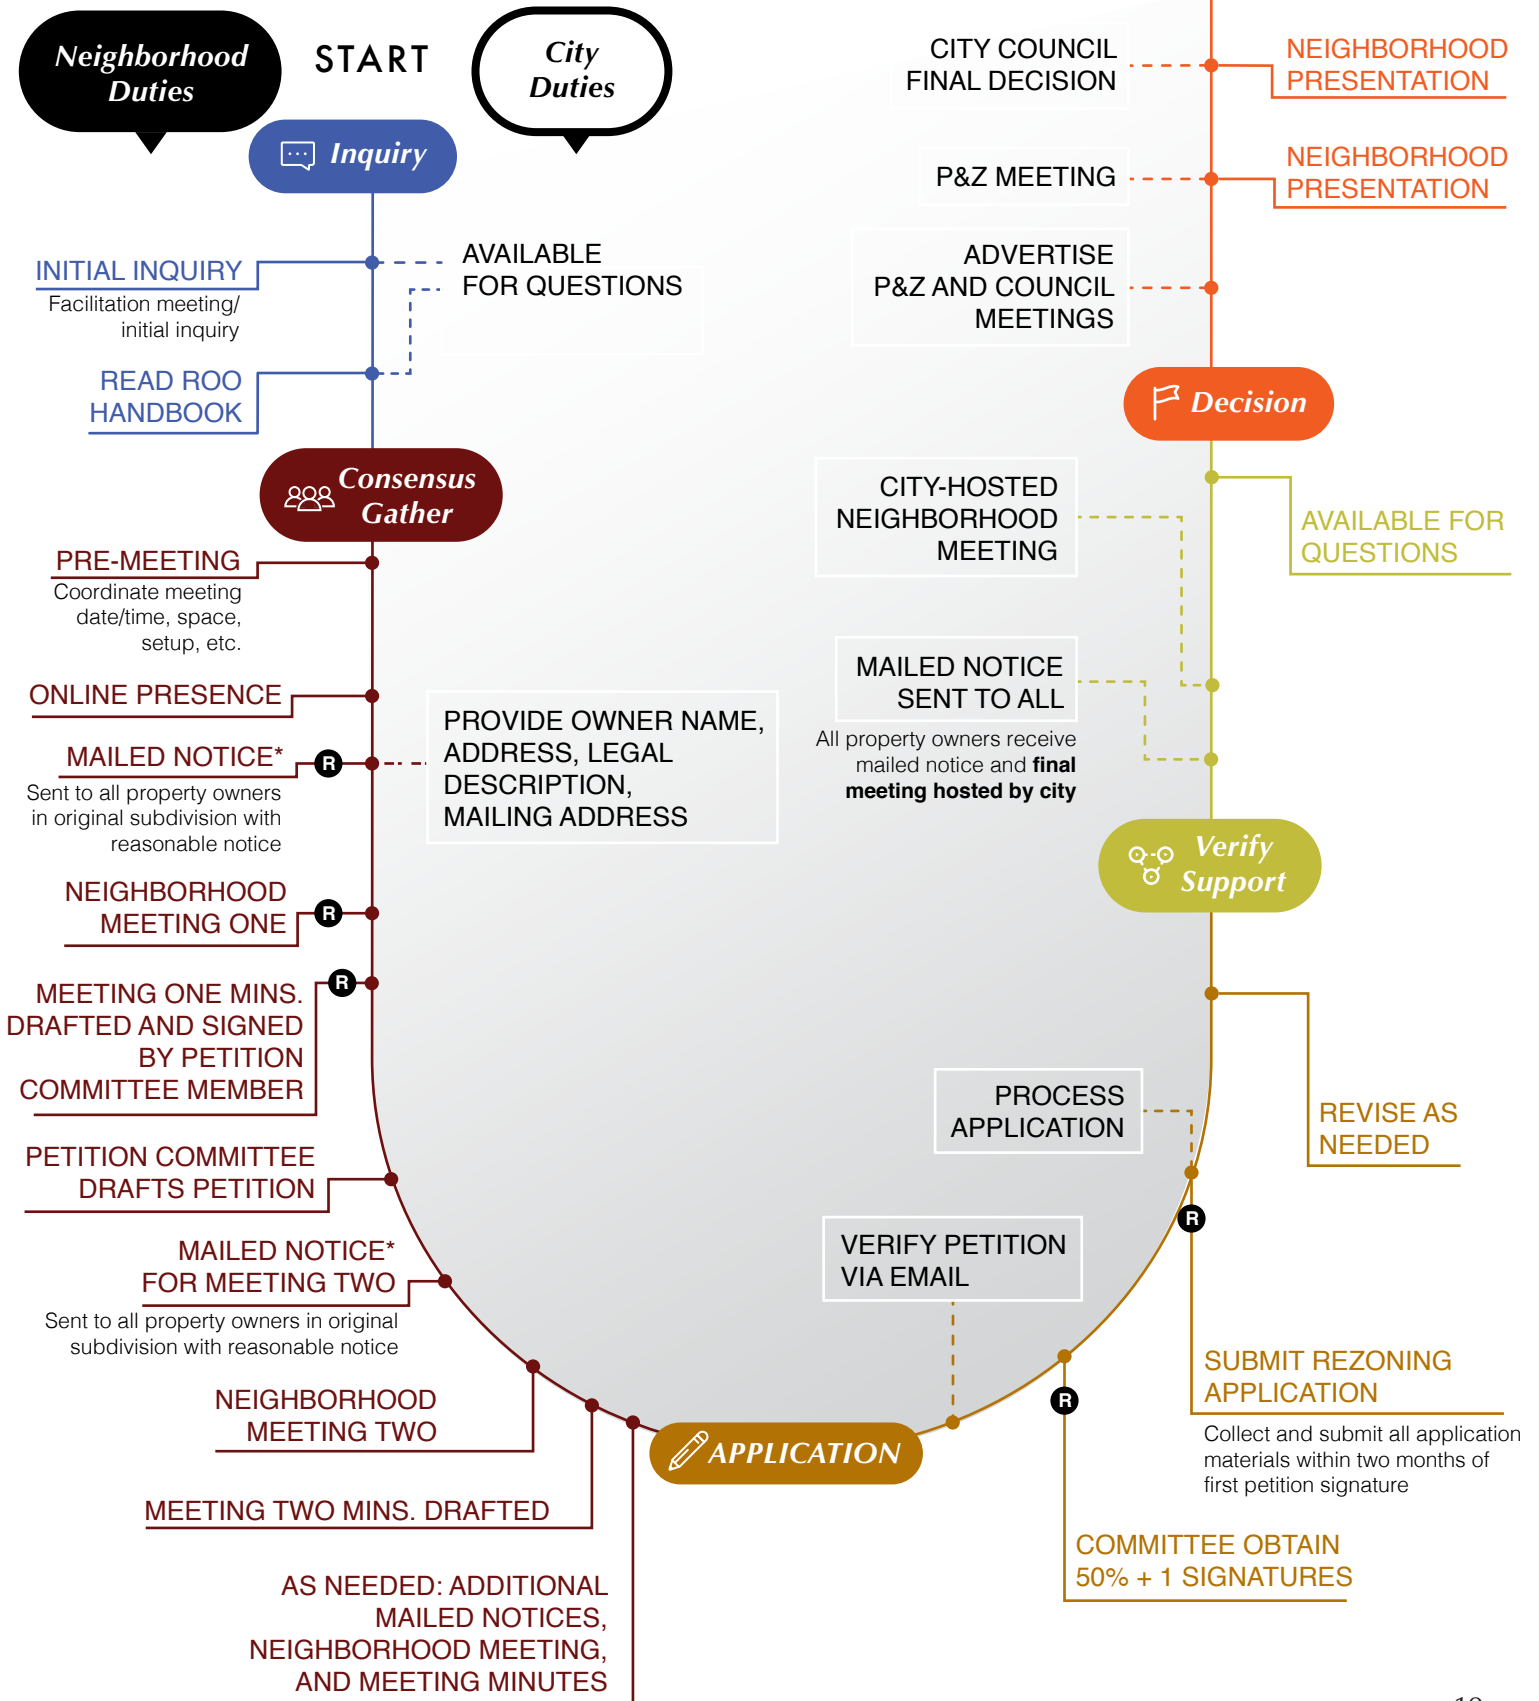 Neighborhood
Duties
START
City
Duties
Inquiry
INITIAL INQUIRY
Facilitation meeting/
initial inquiry
AVAILABLE
FOR QUESTIONS
READ ROO
HANDBOOK
Consensus
Gather
PRE-MEETING
Coordinate meeting
date/time, space,
setup, etc.
ONLINE PRESENCE
MAILED NOTICE*
R
Sent to all property owners
in original subdivision with
reasonable notice
PROVIDE OWNER NAME,
ADDRESS, LEGAL
DESCRIPTION,
MAILING ADDRESS
NEIGHBORHOOD
MEETING ONE
R
MEETING ONE MINS.
DRAFTED AND SIGNED
BY PETITION
COMMITTEE MEMBER
R
PETITION COMMITTEE
DRAFTS PETITION
MAILED NOTICE*
FOR MEETING TWO
Sent to all property owners in original
subdivision with reasonable notice
NEIGHBORHOOD
MEETING TWO
MEETING TWO MINS. DRAFTED
AS NEEDED: ADDITIONAL
MAILED NOTICES,
NEIGHBORHOOD MEETING,
AND MEETING MINUTES
APPLICATION
VERIFY PETITION
VIA EMAIL
R
COMMITTEE OBTAIN
50% + 1 SIGNATURES
PROCESS
APPLICATION
R
SUBMIT REZONING
APPLICATION
Collect and submit all application
materials within two months of
first petition signature
REVISE AS
NEEDED
Verify
Support
MAILED NOTICE
SENT TO ALL
All property owners receive
mailed notice and final
meeting hosted by city
CITY-HOSTED
NEIGHBORHOOD
MEETING
AVAILABLE FOR
QUESTIONS
Decision
ADVERTISE
P&Z AND COUNCIL
MEETINGS
P&Z MEETING
NEIGHBORHOOD
PRESENTATION
CITY COUNCIL
FINAL DECISION
NEIGHBORHOOD
PRESENTATION